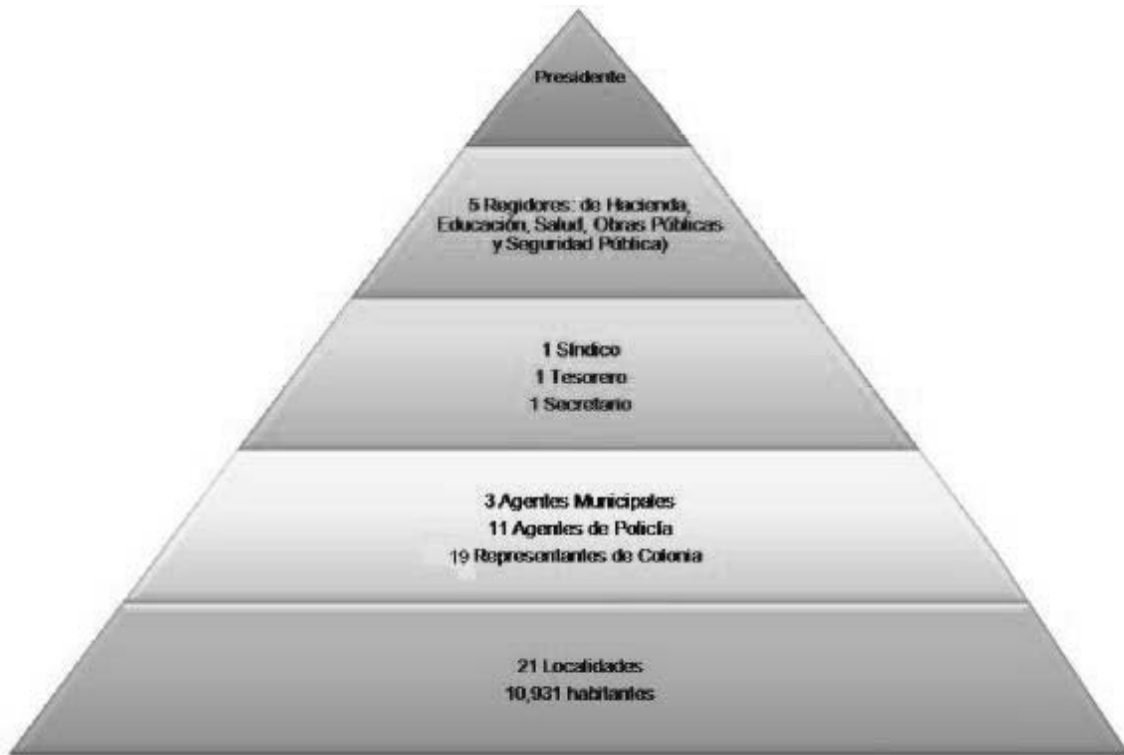 Presidente
5 Regidores: de Hacienda,
Educación, Salud, Obras Públicas
y Seguridad Pública)
1 Síndico
1 Tesorero
1 Secretario
3 Agentes Municipales
11 Agentes de Policía
19 Representantes de Colonia
21 Localidades
10,931 habitantes